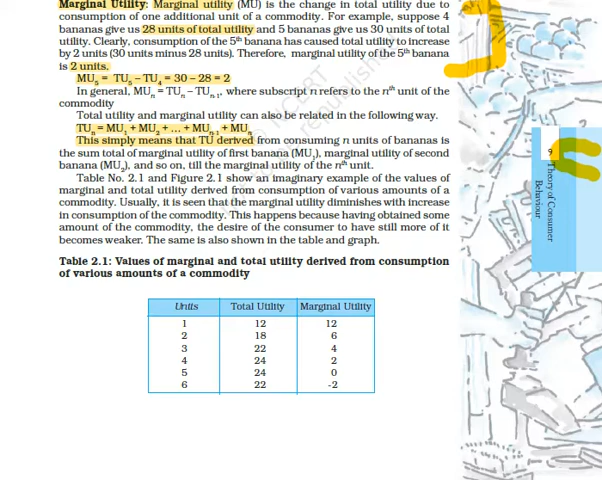 Marginal Utility: Marginal utility (MU) is the change in total utility due to
consumption of one additional unit of a commodity. For example, suppose 4
bananas give us 28 units of total utility and 5 bananas give us 30 units of total
utility. Clearly, consumption of the 5th banana has caused total utility to increase
by 2 units (30 units minus 28 units). Therefore, marginal utility of the 5th banana
is 2 units.
MU5 = TU5 – TU4 = 30 – 28 = 2
In general, MUn = TUn – TUn-1, where subscript n refers to the nth unit of the
commodity
Total utility and marginal utility can also be related in the following way.
TUn = MU1 + MU2 + ... + MUn-1 + MUn
This simply means that TU derived from consuming n units of bananas is
the sum total of marginal utility of first banana (MU1), marginal utility of second
banana (MU2), and so on, till the marginal utility of the nth unit.
Table No. 2.1 and Figure 2.1 show an imaginary example of the values of
marginal and total utility derived from consumption of various amounts of a
commodity. Usually, it is seen that the marginal utility diminishes with increase
in consumption of the commodity. This happens because having obtained some
amount of the commodity, the desire of the consumer to have still more of it
becomes weaker. The same is also shown in the table and graph.
Table 2.1: Values of marginal and total utility derived from consumption
of various amounts of a commodity
Units Total Utility Marginal Utility
1 12 12
2 18 6
3 22 4
4 24 2
5 24 0
6 22 -2
9
Theory of Consumer
Behaviour
© NCERT
republished